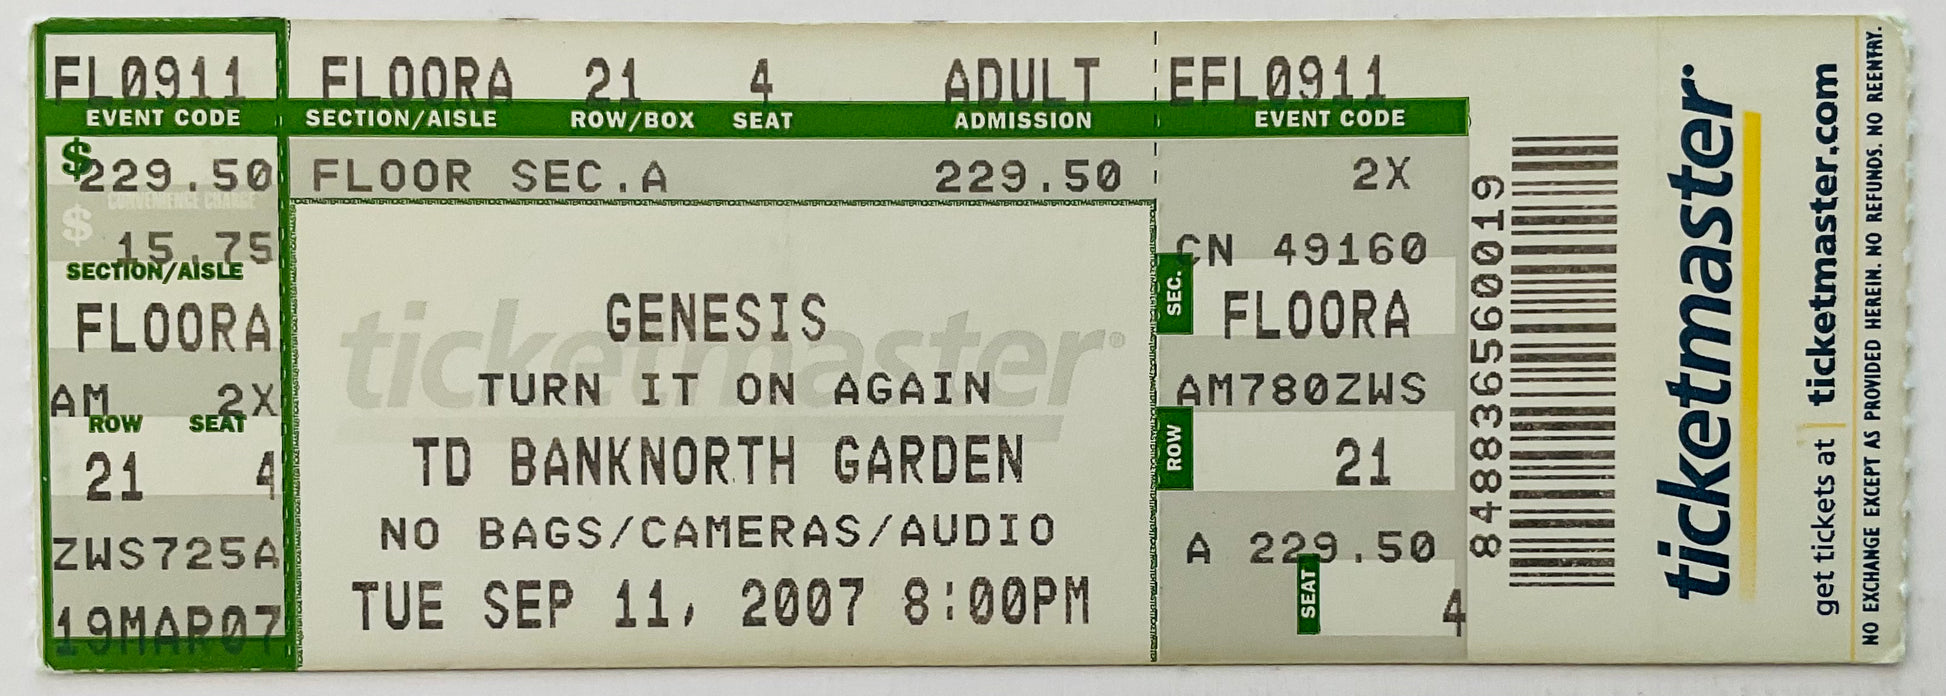 FL0911
EVENT CODE
$229.50
CONVENIENCE CHARGE
$ 15.75
SECTION/AISLE
FLOORA
AM 2X
ROW SEAT
21 4
ZWS725A
19MAR07
FLOORA 21 4 ADULT
SECTION/AISLE ROW/BOX SEAT ADMISSION
FLOOR SEC.A 229.50
ticketmaster®
GENESIS
TURN IT ON AGAIN
TD BANKNORTH GARDEN
NO BAGS/CAMERAS/AUDIO
TUE SEP 11, 2007 8:00PM
EFL0911
EVENT CODE
2X
CN 49160
SEC.
FLOORA
AM780ZWS
ROW
21
A 229.50
SEAT
4
8488836560019
ticketmaster
get tickets at ticketmaster.com
NO EXCHANGE EXCEPT AS PROVIDED HEREIN. NO REFUNDS. NO REENTRY.